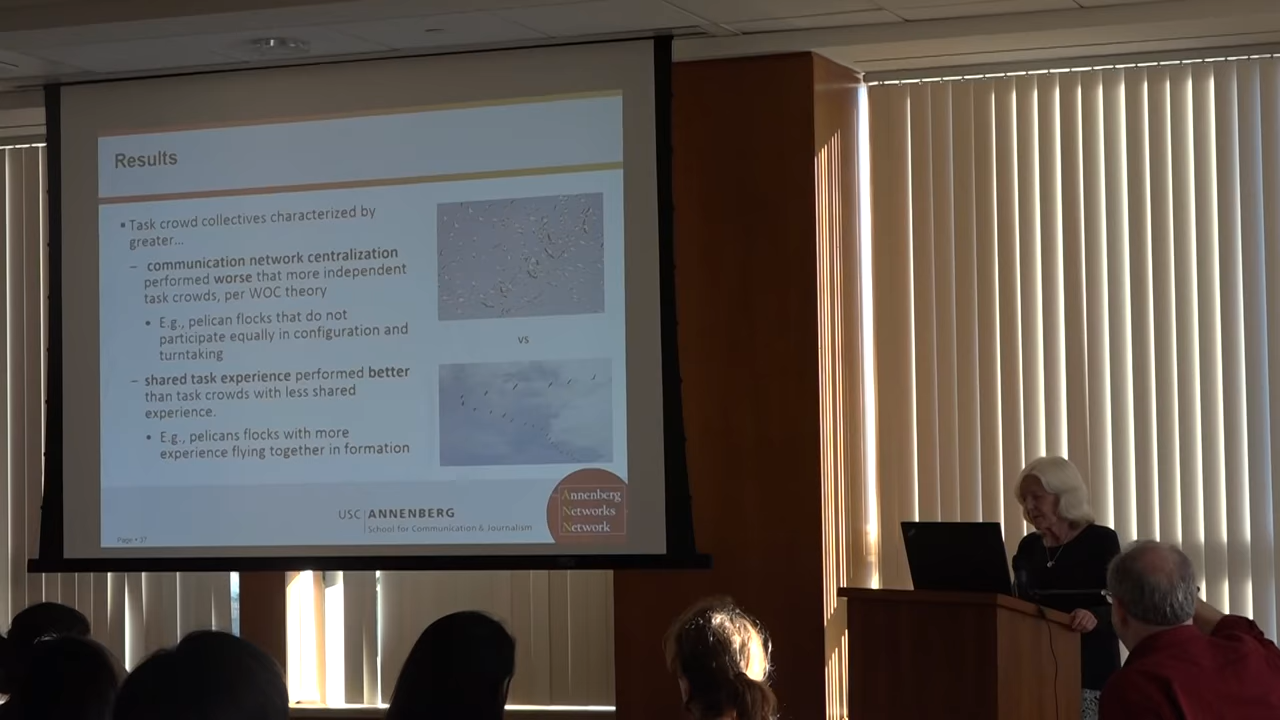 Results
▪ Task crowd collectives characterized by
greater...
– communication network centralization
performed worse that more independent
task crowds, per WOC theory
• E.g., pelican flocks that do not
participate equally in configuration and
turntaking
– shared task experience performed better
than task crowds with less shared
experience.
• E.g., pelicans flocks with more
experience flying together in formation
vs
USC ANNENBERG
School for Communication & Journalism
Annenberg
Networks
Network
Page ▪ 37